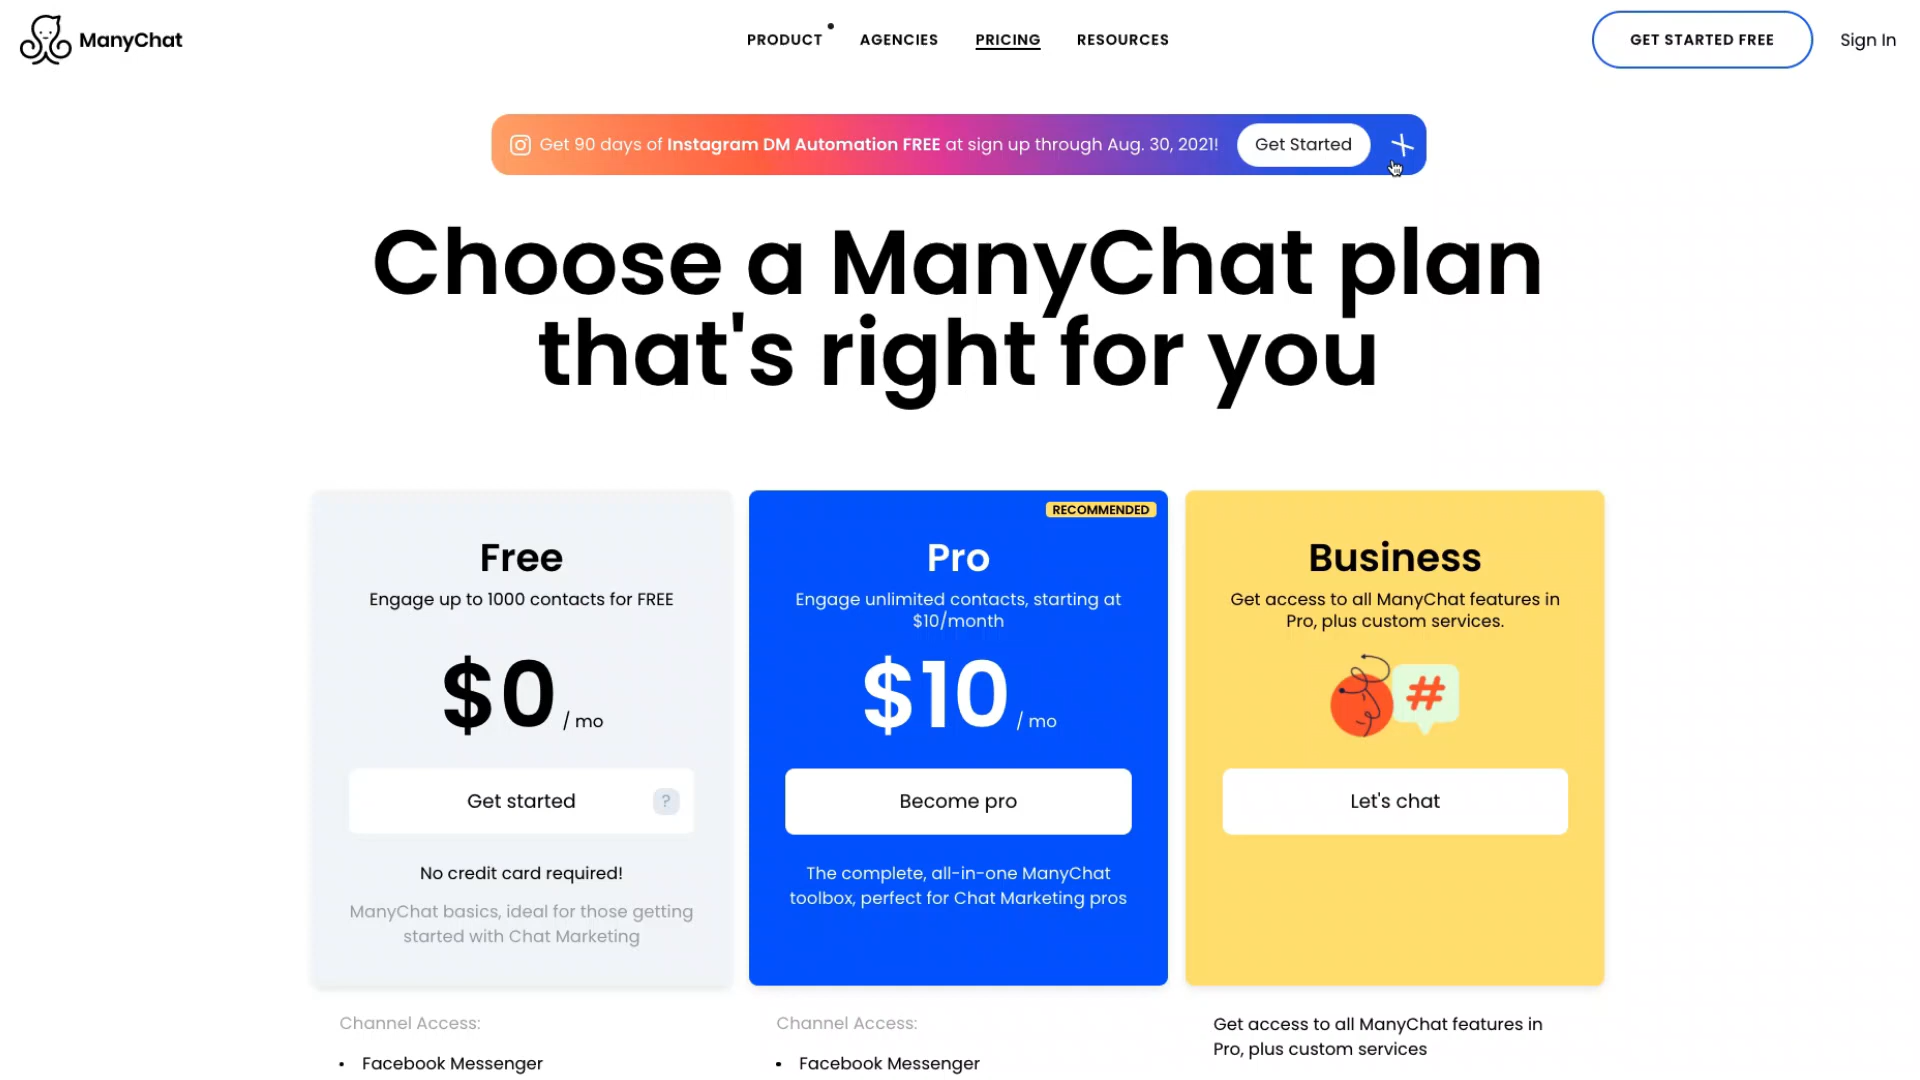 ManyChat
PRODUCT
AGENCIES
PRICING
RESOURCES
GET STARTED FREE
Sign In
Get 90 days of Instagram DM Automation FREE at sign up through Aug. 30, 2021!
Get Started
Choose a ManyChat plan
that's right for you
Free
Engage up to 1000 contacts for FREE
$0 / mo
Get started
?
No credit card required!
ManyChat basics, ideal for those getting
started with Chat Marketing
Channel Access:
• Facebook Messenger
RECOMMENDED
Pro
Engage unlimited contacts, starting at
$10/month
$10 / mo
Become pro
The complete, all-in-one ManyChat
toolbox, perfect for Chat Marketing pros
Channel Access:
• Facebook Messenger
Business
Get access to all ManyChat features in
Pro, plus custom services.
#
Let's chat
Get access to all ManyChat features in
Pro, plus custom services